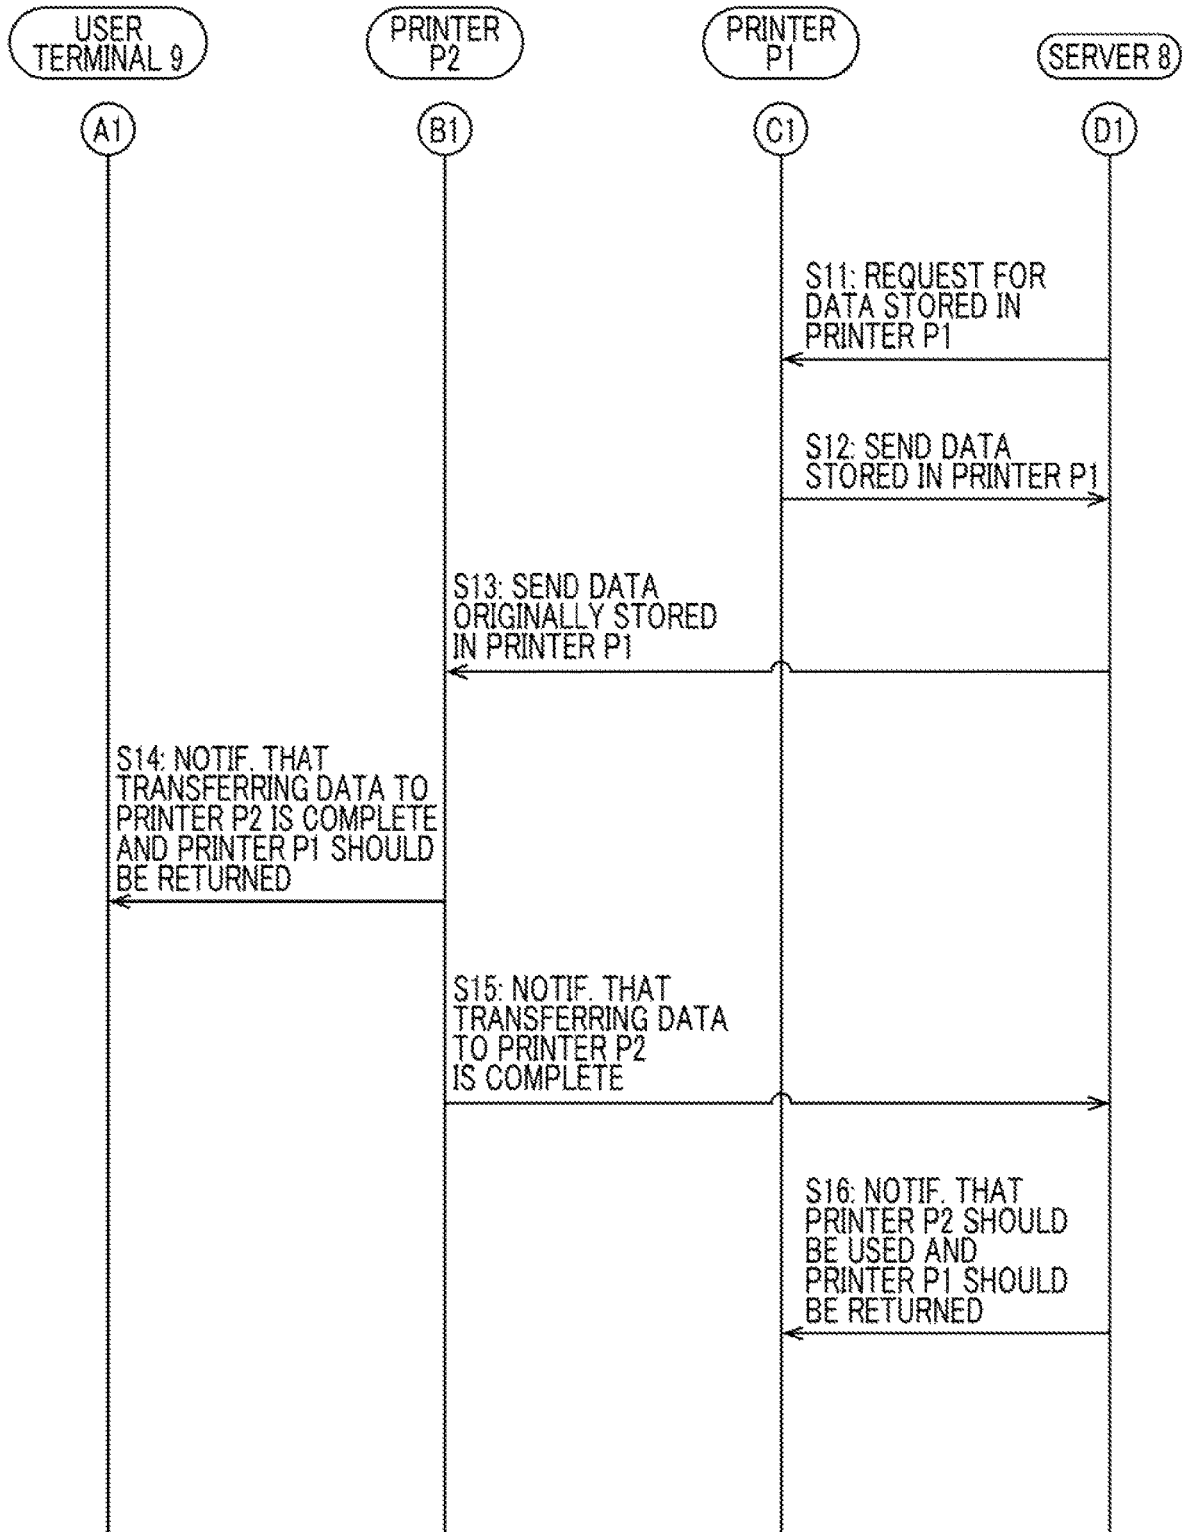 USER
TERMINAL 9
PRINTER
P2
PRINTER
P1
SERVER 8
A1
B1
C1
D1
S11: REQUEST FOR
DATA STORED IN
PRINTER P1
S12: SEND DATA
STORED IN PRINTER P1
S13: SEND DATA
ORIGINALLY STORED
IN PRINTER P1
S14: NOTIF. THAT
TRANSFERRING DATA TO
PRINTER P2 IS COMPLETE
AND PRINTER P1 SHOULD
BE RETURNED
S15: NOTIF. THAT
TRANSFERRING DATA
TO PRINTER P2
IS COMPLETE
S16: NOTIF. THAT
PRINTER P2 SHOULD
BE USED AND
PRINTER P1 SHOULD
BE RETURNED